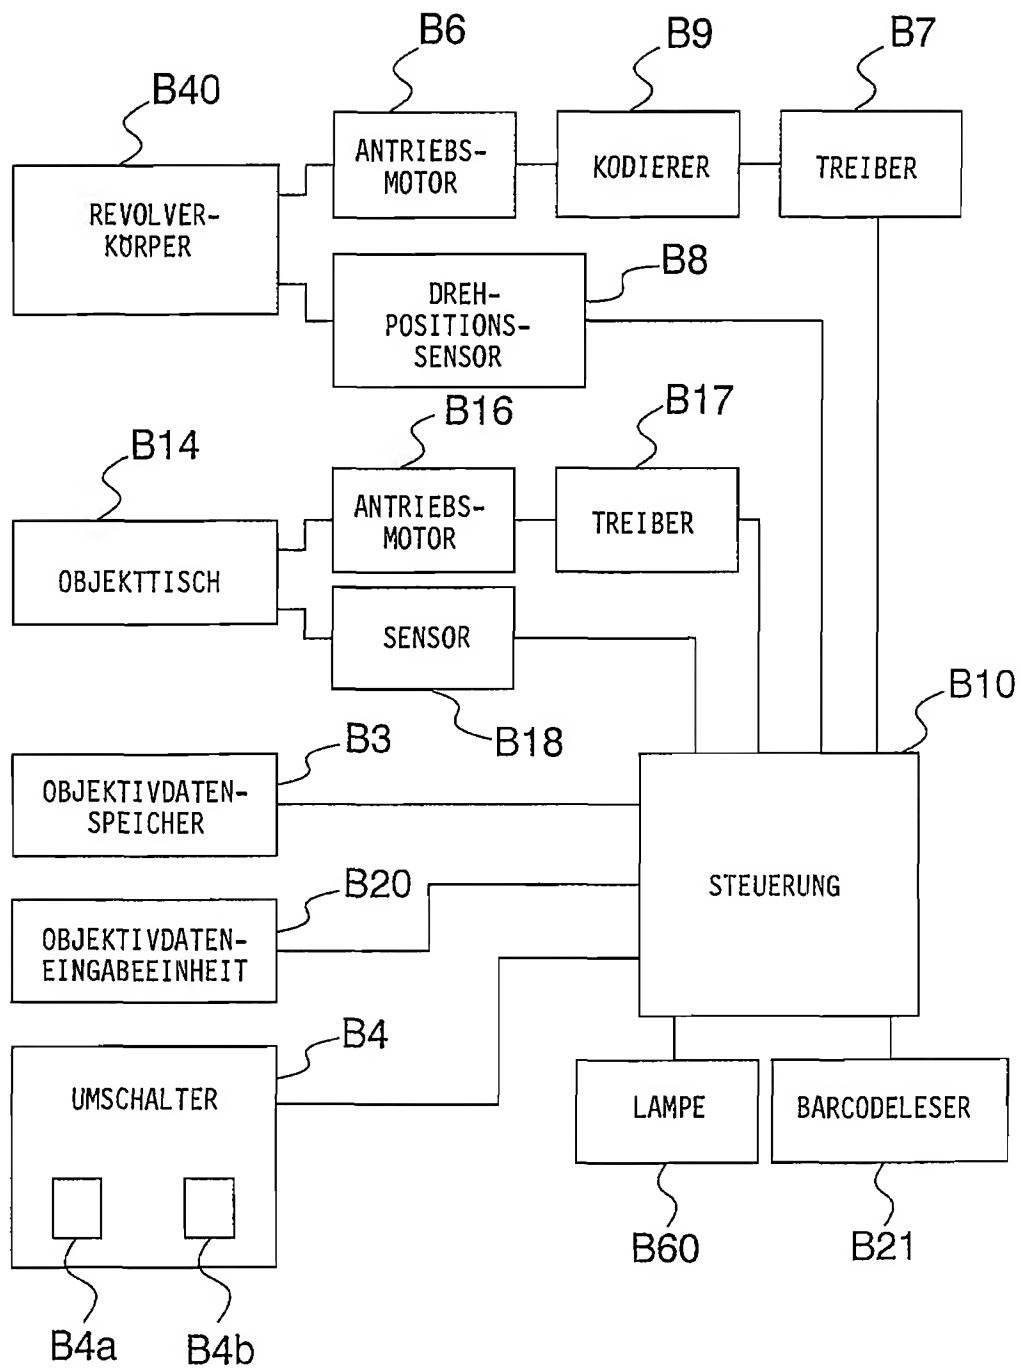 B6
B9
B7
B40
ANTRIEBS-
MOTOR
KODIERER
TREIBER
REVOLVER-
KÖRPER
B8
DREH-
POSITIONS-
SENSOR
B16
B17
B14
ANTRIEBS-
MOTOR
TREIBER
OBJEKTTISCH
SENSOR
B10
B18
B3
OBJEKTIVDATEN-
SPEICHER
STEUERUNG
B20
OBJEKTIVDATEN-
EINGABEEINHEIT
B4
UMSCHALTER
LAMPE
BARCODELESER
B60
B21
B4a
B4b